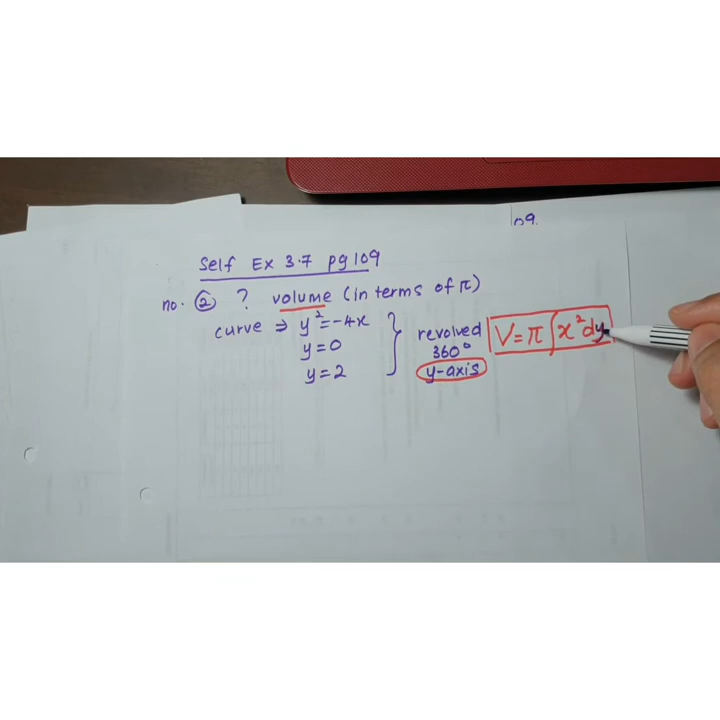 09.
Self Ex 3.7 pg 109
no. ② ? volume (in terms of π)
curve ⇒ y² = -4x
y = 0
y = 2
revolved
360°
y-axis
V = π ∫ x² dy